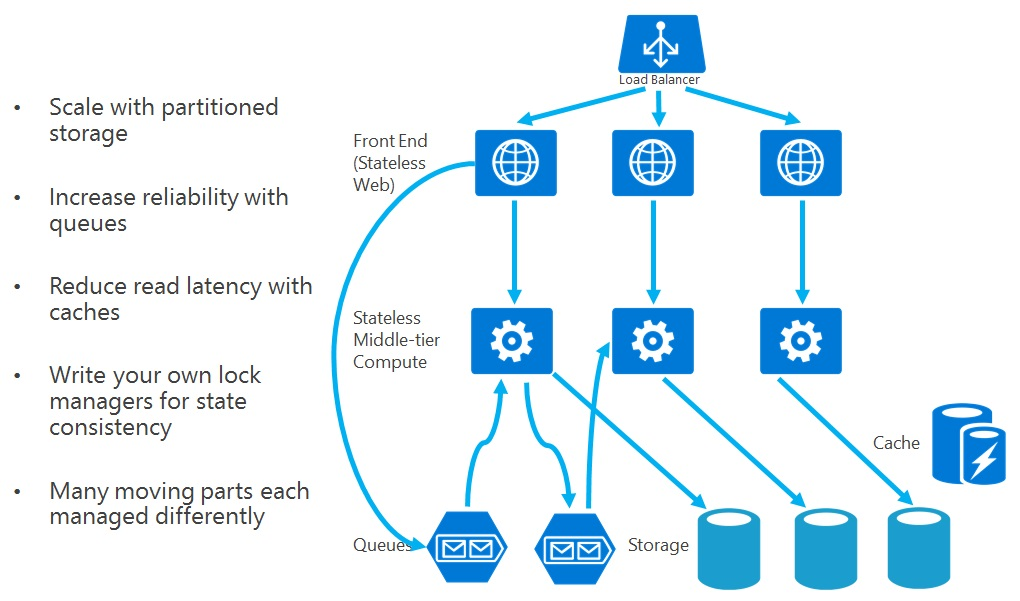 • Scale with partitioned
storage
• Increase reliability with
queues
• Reduce read latency with
caches
• Write your own lock
managers for state
consistency
• Many moving parts each
managed differently
Load Balancer
Front End
(Stateless
Web)
Stateless
Middle-tier
Compute
Cache
Queues
Storage